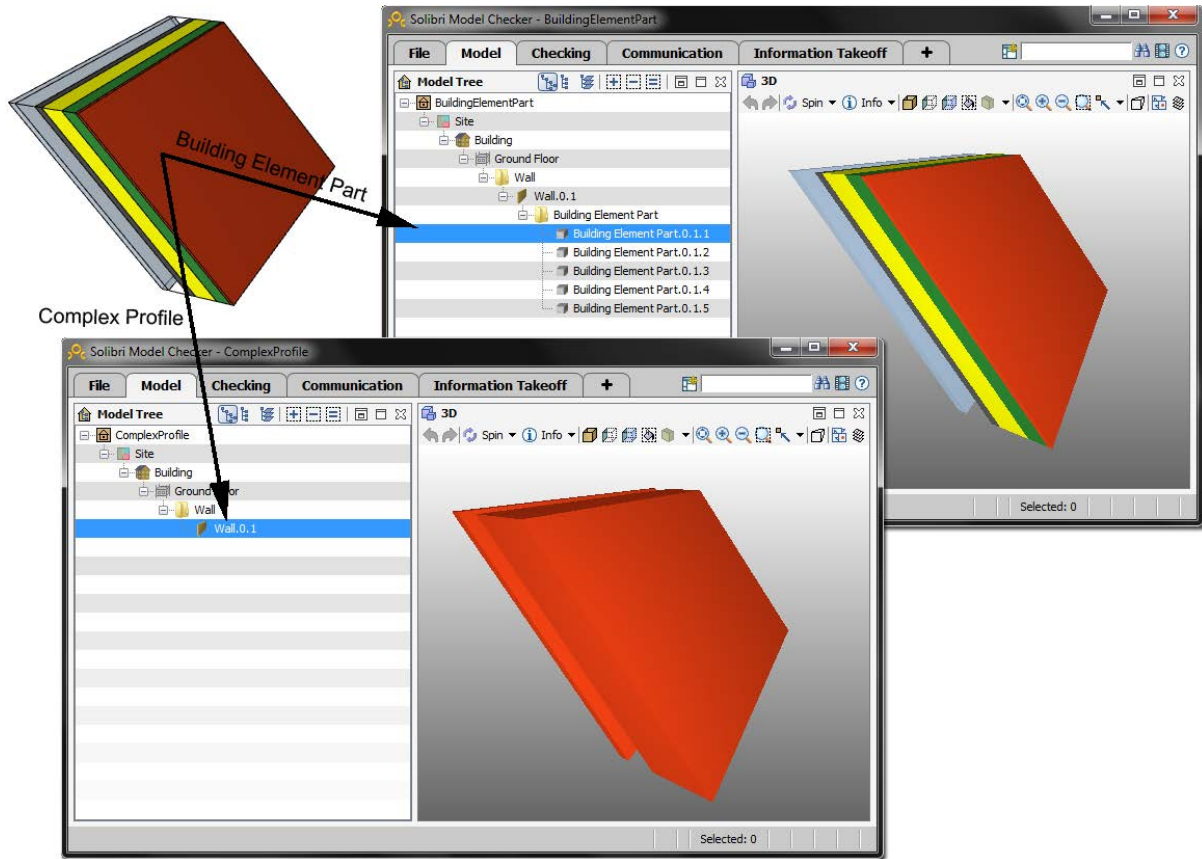 Building Element Part
Complex Profile
Solibri Model Checker - BuildingElementPart
File Model Checking Communication Information Takeoff +
Model Tree
BuildingElementPart
Site
Building
Ground Floor
Wall
Wall.0.1
Building Element Part
Building Element Part.0.1.1
Building Element Part.0.1.2
Building Element Part.0.1.3
Building Element Part.0.1.4
Building Element Part.0.1.5
3D
Spin Info
Selected: 0
Solibri Model Checker - ComplexProfile
File Model Checking Communication Information Takeoff +
Model Tree
ComplexProfile
Site
Building
Ground Floor
Wall
Wall.0.1
3D
Spin Info
Selected: 0